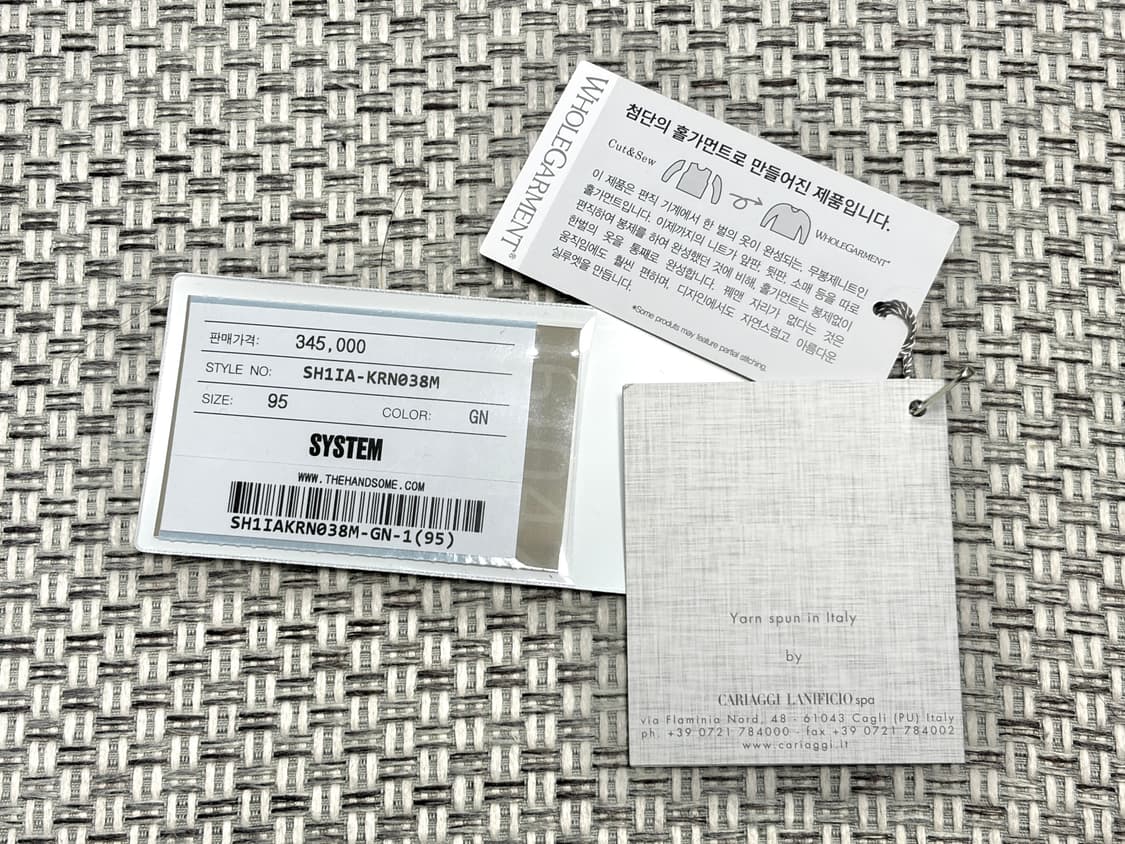 WHOLEGARMENT®
첨단의 홀가먼트로 만들어진 제품입니다.
Cut&Sew
WHOLEGARMENT®
이 제품은 편직 기계에서 한 벌의 옷이 완성되는, 무봉제니트인
홀가먼트입니다. 이제까지의 니트가 앞판, 뒷판, 소매 등을 따로
편직하여 봉제를 하여 완성했던 것에 비해, 홀가먼트는 봉제없이
한벌의 옷을 통째로 완성합니다. 꿰맨 자리가 없다는 것은
움직임에도 훨씬 편하며, 디자인에서도 자연스럽고 아름다운
실루엣을 만듭니다.
*Some produts may feature partial stitching.
판매가격: 345,000
STYLE NO: SH1IA-KRN038M
SIZE: 95 COLOR: GN
SYSTEM
WWW.THEHANDSOME.COM
SH1IAKRN038M-GN-1(95)
Yarn spun in Italy
by
CARIAGGI LANIFICIO spa
via Flaminia Nord, 48 - 61043 Cagli (PU) Italy
ph. +39 0721 784000 - fax +39 0721 784002
www.cariaggi.it